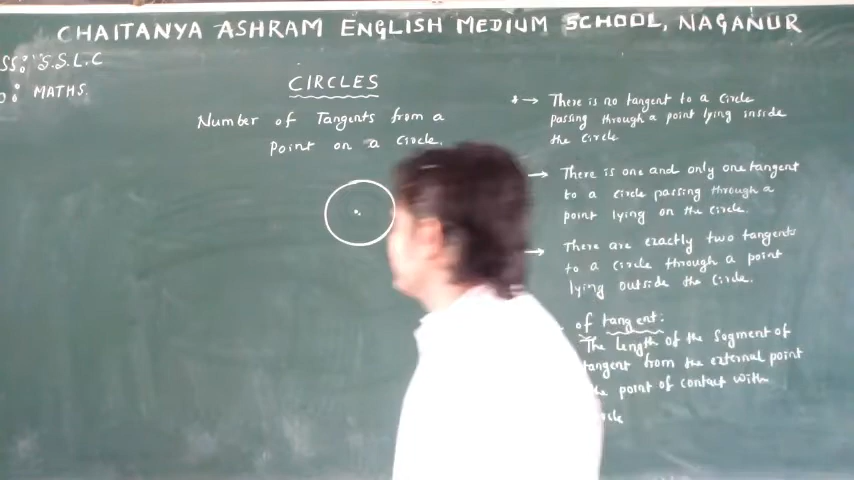 CHAITANYA ASHRAM ENGLISH MEDIUM SCHOOL, NAGANUR
SS: S.S.L.C
: MATHS.
CIRCLES
Number of Tangents from a
Point on a Circle.
* → There is no tangent to a circle
passing through a point lying inside
the circle
→ There is one and only one tangent
to a circle passing through a
point lying on the circle.
→ There are exactly two tangents
to a circle through a point
lying outside the circle.
of tangent:
The length of the segment of
tangent from the external point
the point of contact with